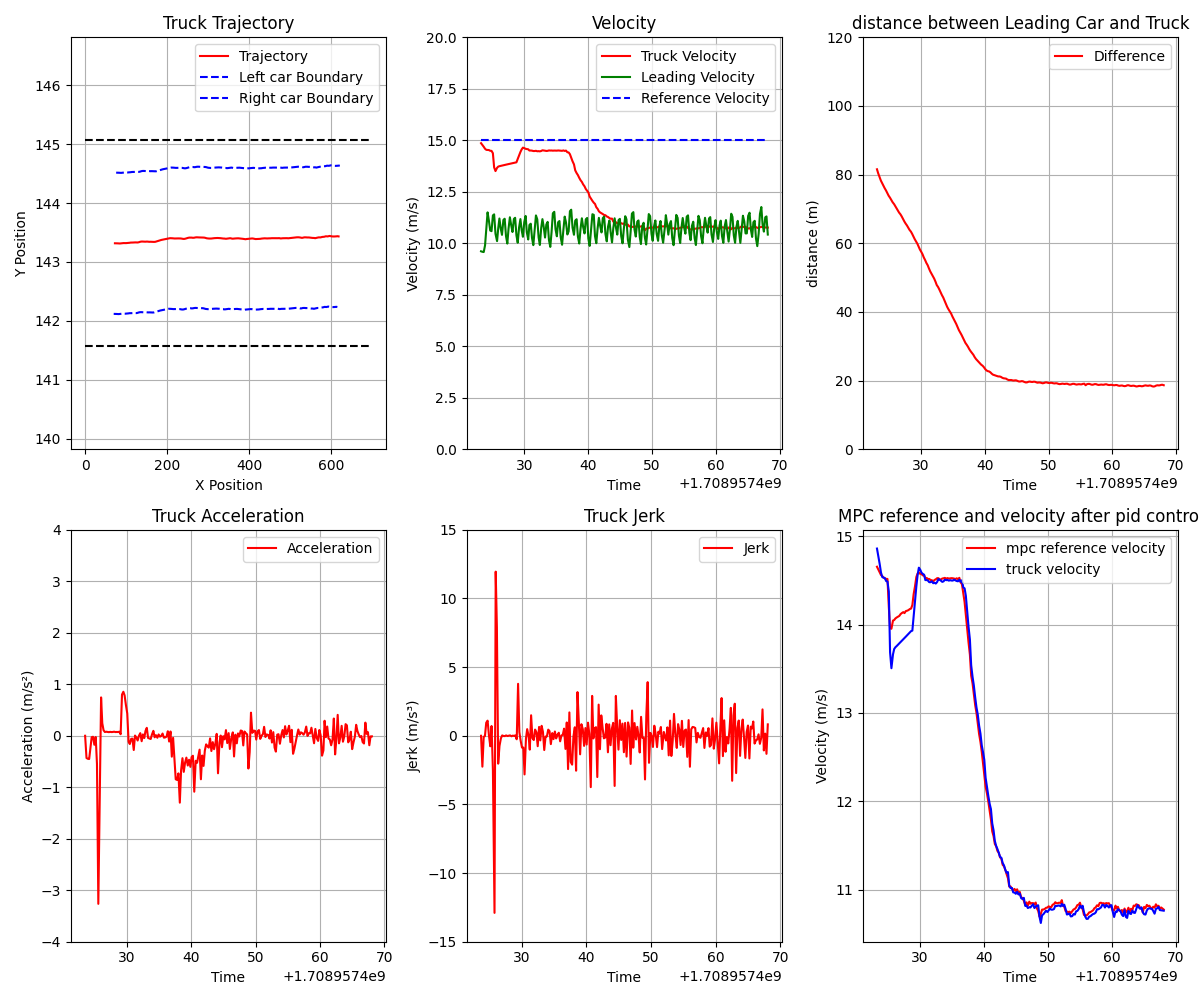 Truck Trajectory
Trajectory
Left car Boundary
Right car Boundary
146
145
144
143
142
141
140
Y Position
0 200 400 600
X Position
Velocity
Truck Velocity
Leading Velocity
Reference Velocity
20.0
17.5
15.0
12.5
10.0
7.5
5.0
2.5
0.0
Velocity (m/s)
30 40 50 60 70
Time +1.7089574e9
distance between Leading Car and Truck
Difference
120
100
80
60
40
20
0
distance (m)
30 40 50 60 70
Time +1.7089574e9
Truck Acceleration
Acceleration
4
3
2
1
0
−1
−2
−3
−4
Acceleration (m/s²)
30 40 50 60 70
Time +1.7089574e9
Truck Jerk
Jerk
15
10
5
0
−5
−10
−15
Jerk (m/s³)
30 40 50 60 70
Time +1.7089574e9
MPC reference and velocity after pid contro
mpc reference velocity
truck velocity
15
14
13
12
11
Velocity (m/s)
30 40 50 60 70
Time +1.7089574e9